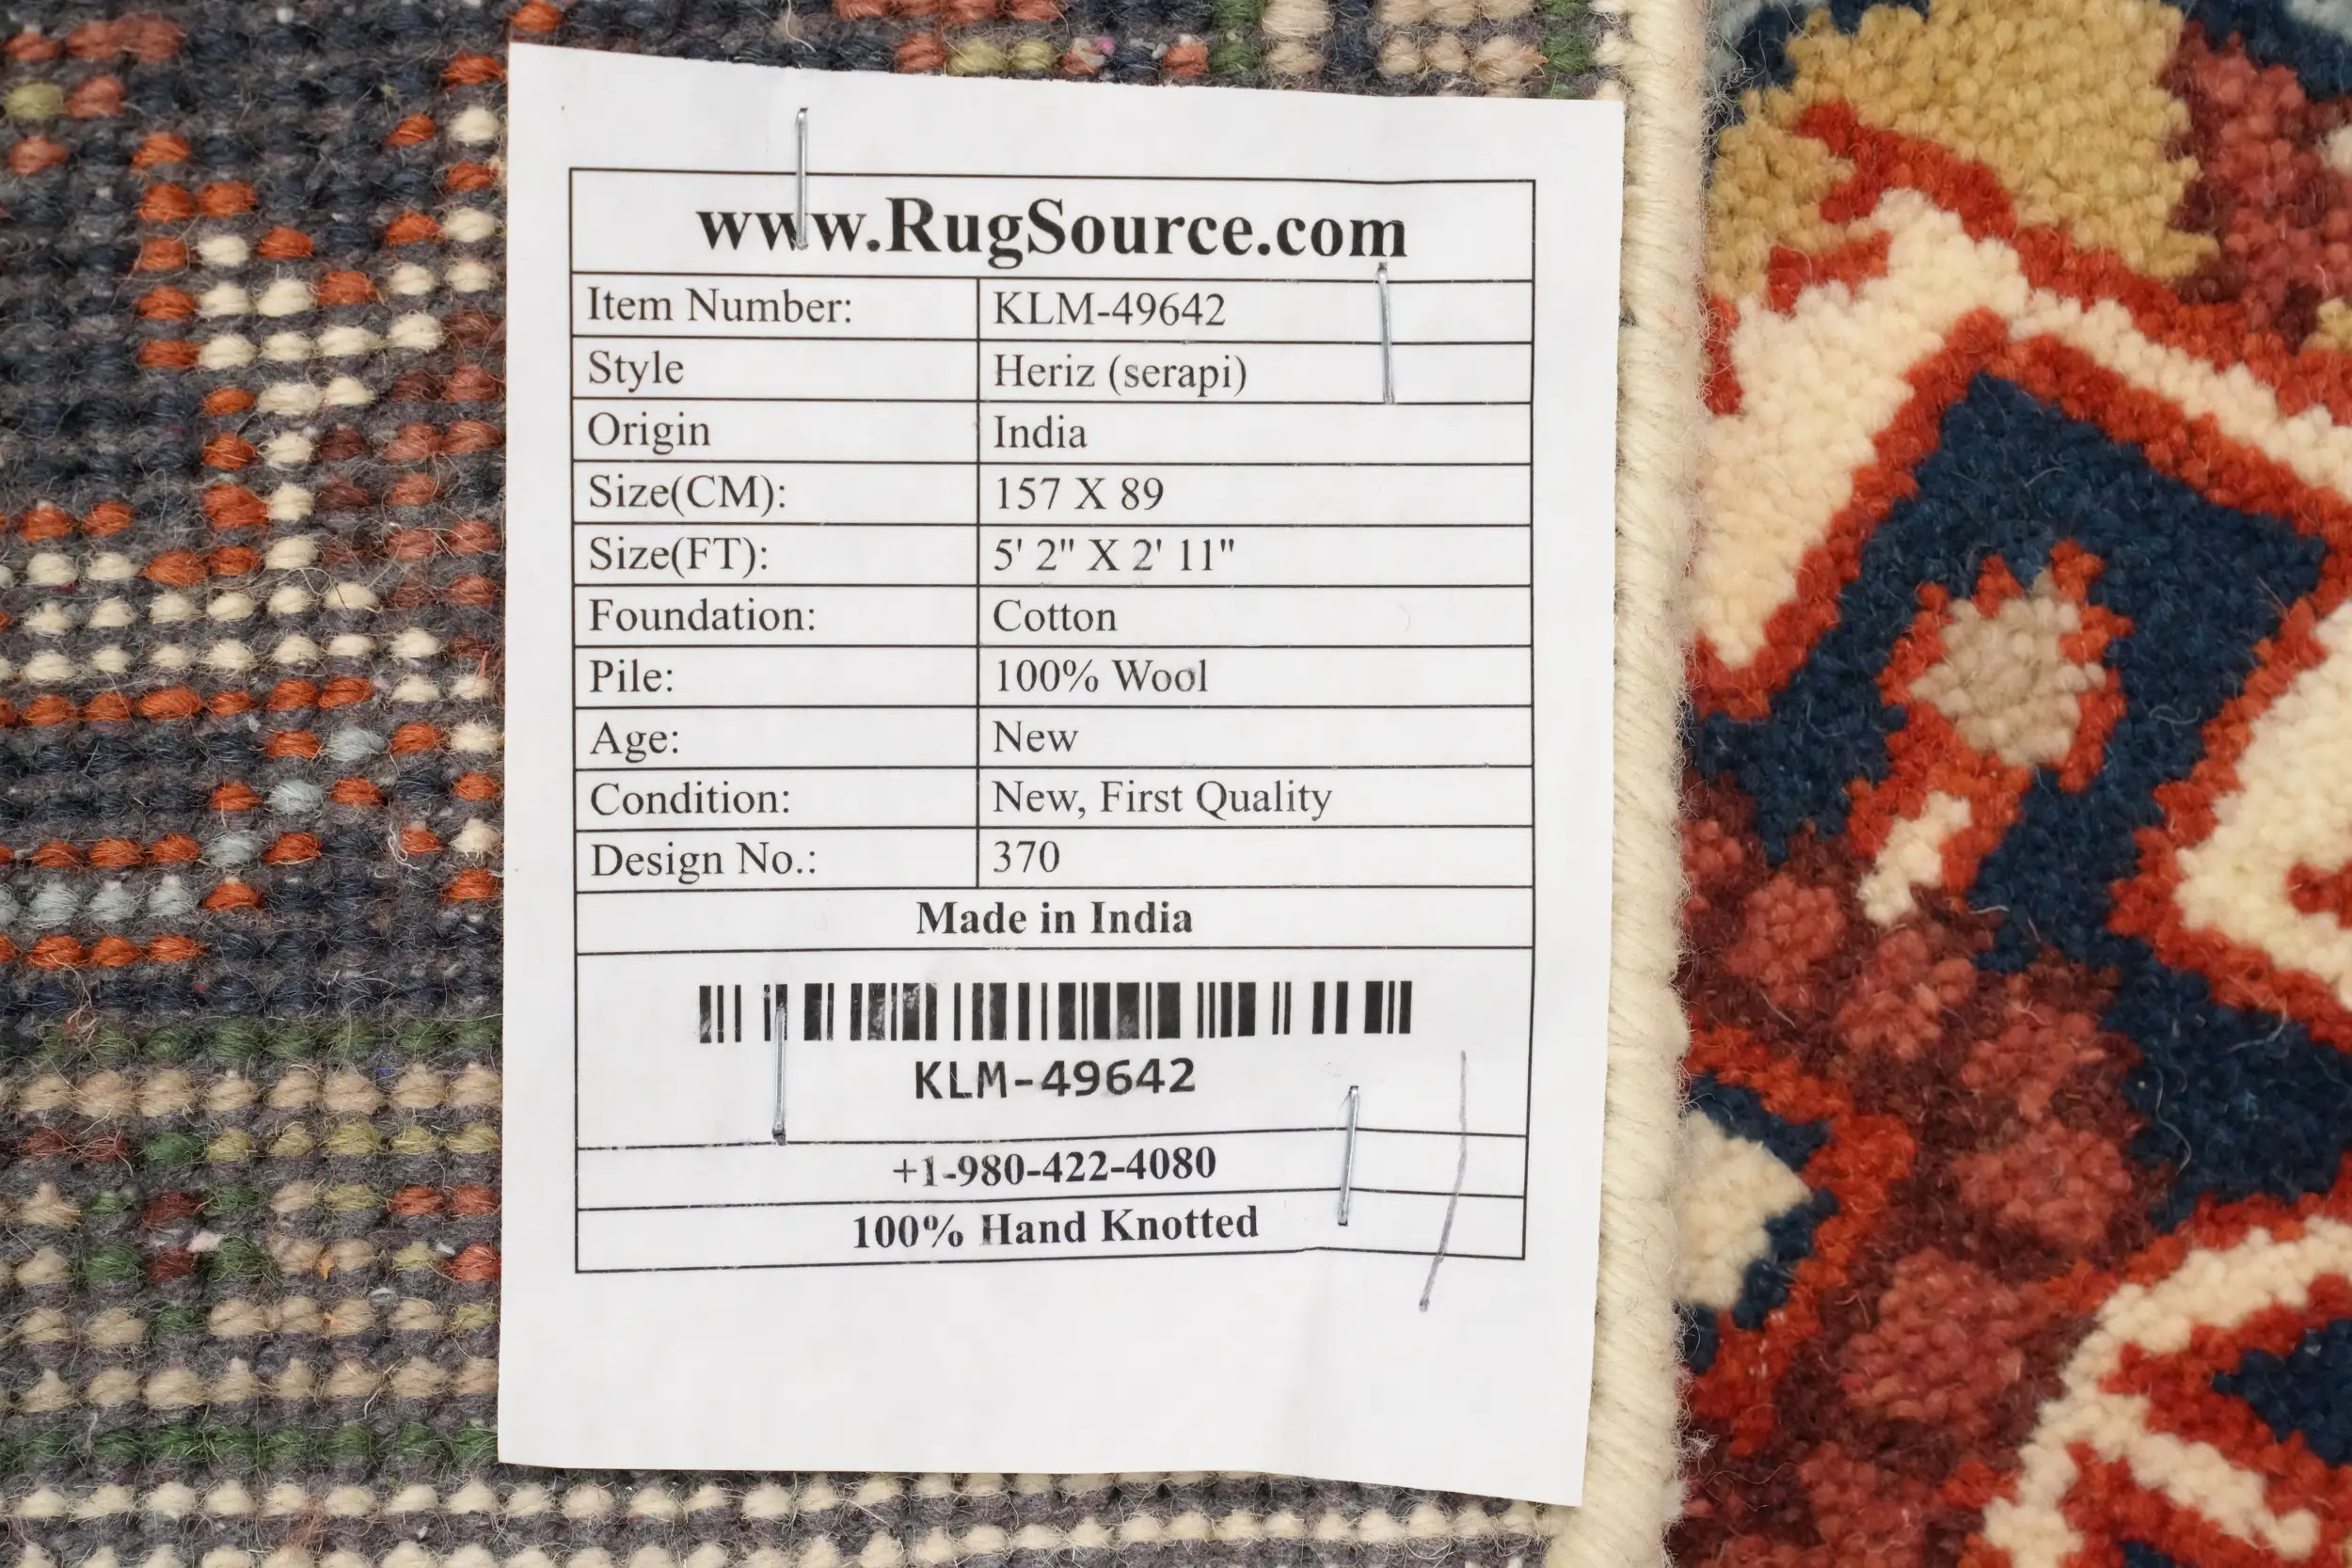 www.RugSource.com
Item Number: KLM-49642
Style Heriz (serapi)
Origin India
Size(CM): 157 X 89
Size(FT): 5' 2" X 2' 11"
Foundation: Cotton
Pile: 100% Wool
Age: New
Condition: New, First Quality
Design No.: 370
Made in India
KLM-49642
+1-980-422-4080
100% Hand Knotted